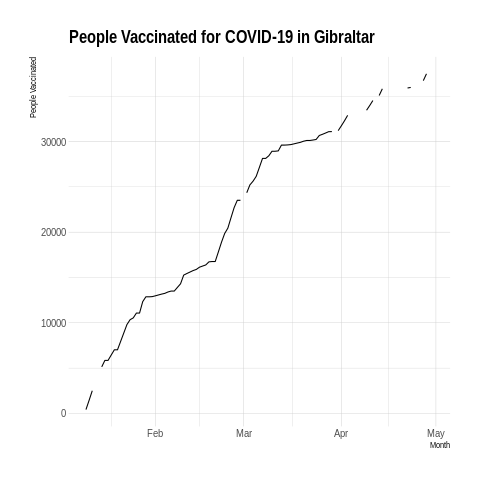 People Vaccinated for COVID-19 in Gibraltar
People Vaccinated
30000
20000
10000
0
Feb Mar Apr May
Month